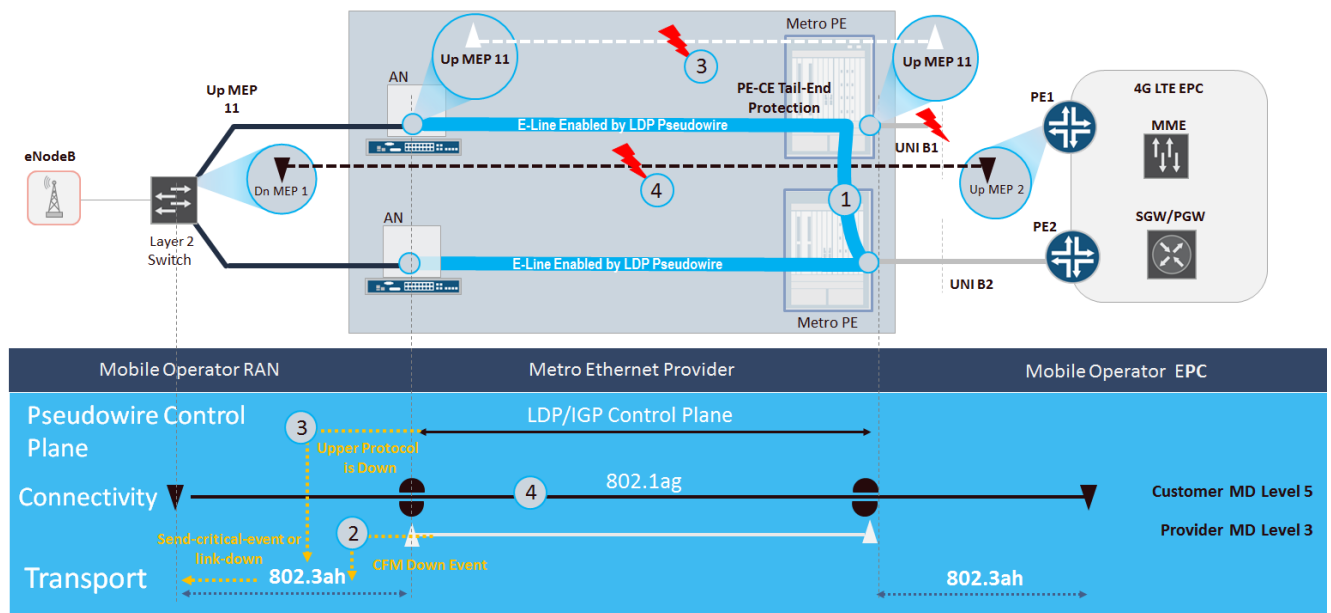 Metro PE
Up MEP 11
3
Up MEP 11
AN
4G LTE EPC
Up MEP
11
PE-CE Tail-End
Protection
PE1
MME
E-Line Enabled by LDP Pseudowire
UNI B1
eNodeB
Dn MEP 1
4
Up MEP 2
1
AN
SGW/PGW
PE2
Layer 2
Switch
E-Line Enabled by LDP Pseudowire
UNI B2
Metro PE
Mobile Operator RAN
Metro Ethernet Provider
Mobile Operator EPC
Pseudowire Control
Plane
LDP/IGP Control Plane
3
Upper Protocol
is Down
Connectivity
802.1ag
4
Customer MD Level 5
2
Provider MD Level 3
Send-critical-event or
link-down
CFM Down Event
Transport
802.3ah
802.3ah